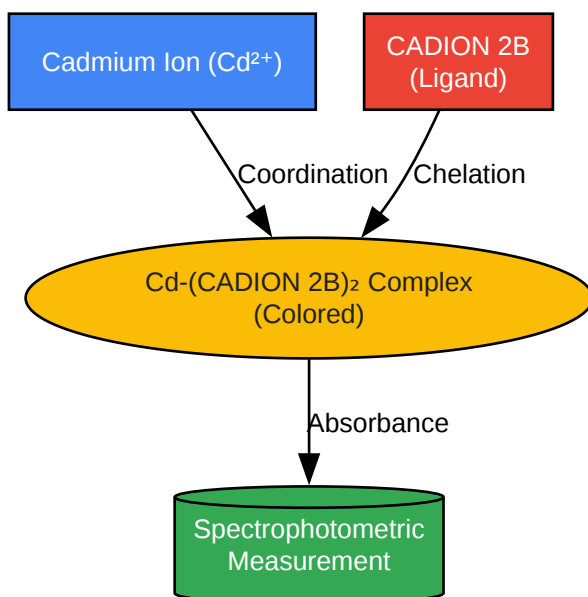 Cadmium Ion (Cd²⁺)
CADION 2B
(Ligand)
Coordination
Chelation
Cd-(CADION 2B)₂ Complex
(Colored)
Absorbance
Spectrophotometric
Measurement